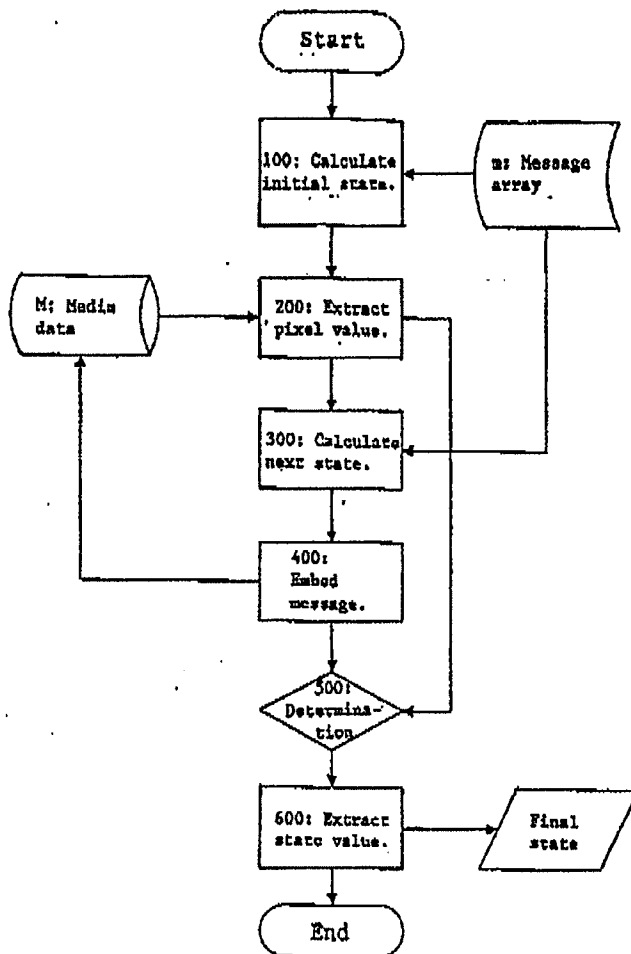 Start
100: Calculate
initial state.
m: Message
array
M: Media
data
200: Extract
pixel value.
300: Calculate
next state.
400:
Embed
message.
500:
Determina-
tion
600: Extract
state value.
Final
state
End